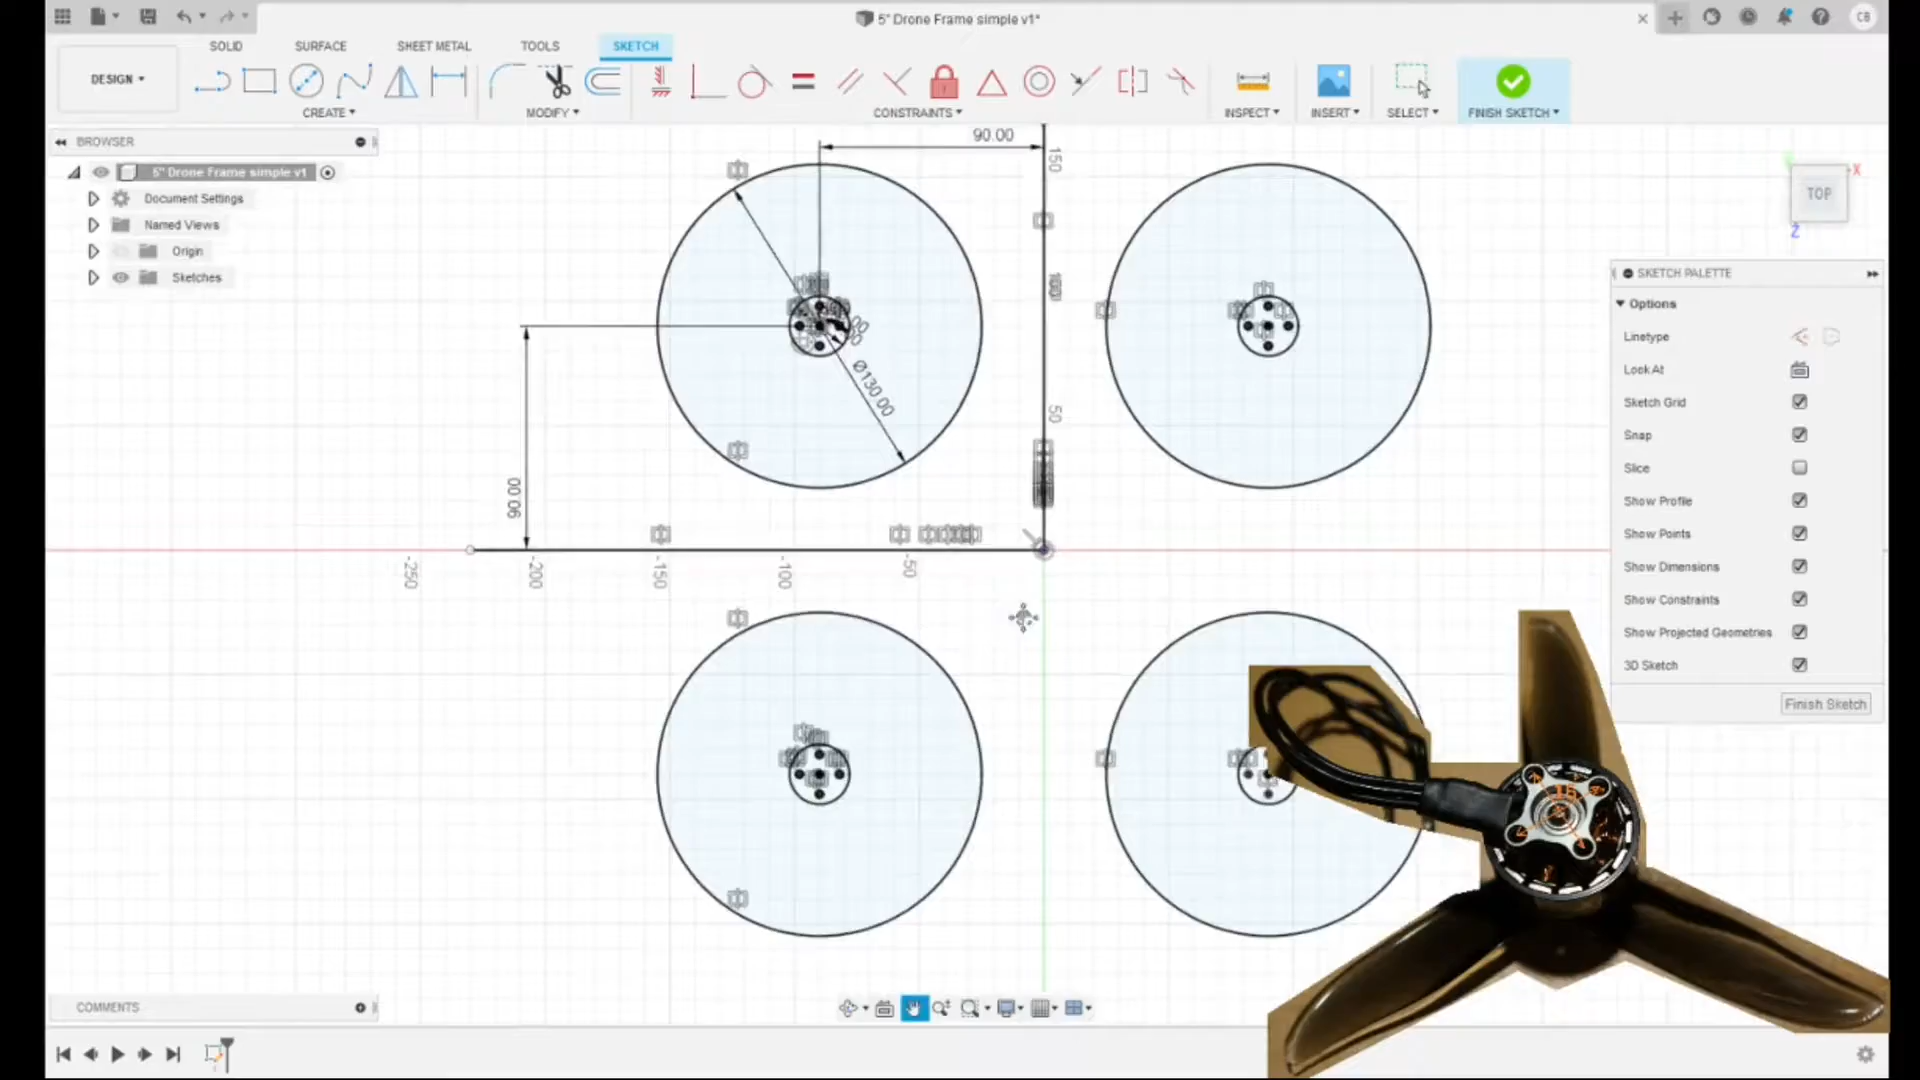 5" Drone Frame simple v1*
CB
SOLID
SURFACE
SHEET METAL
TOOLS
SKETCH
DESIGN
CREATE
MODIFY
CONSTRAINTS
INSPECT
INSERT
SELECT
FINISH SKETCH
BROWSER
5" Drone Frame simple v1
Document Settings
Named Views
Origin
Sketches
90.00
150
100
50
Ø130.00
90.00
-250
-200
-150
-100
-50
TOP
X
Z
SKETCH PALETTE
Options
Linetype
Look At
Sketch Grid
Snap
Slice
Show Profile
Show Points
Show Dimensions
Show Constraints
Show Projected Geometries
3D Sketch
Finish Sketch
16
COMMENTS